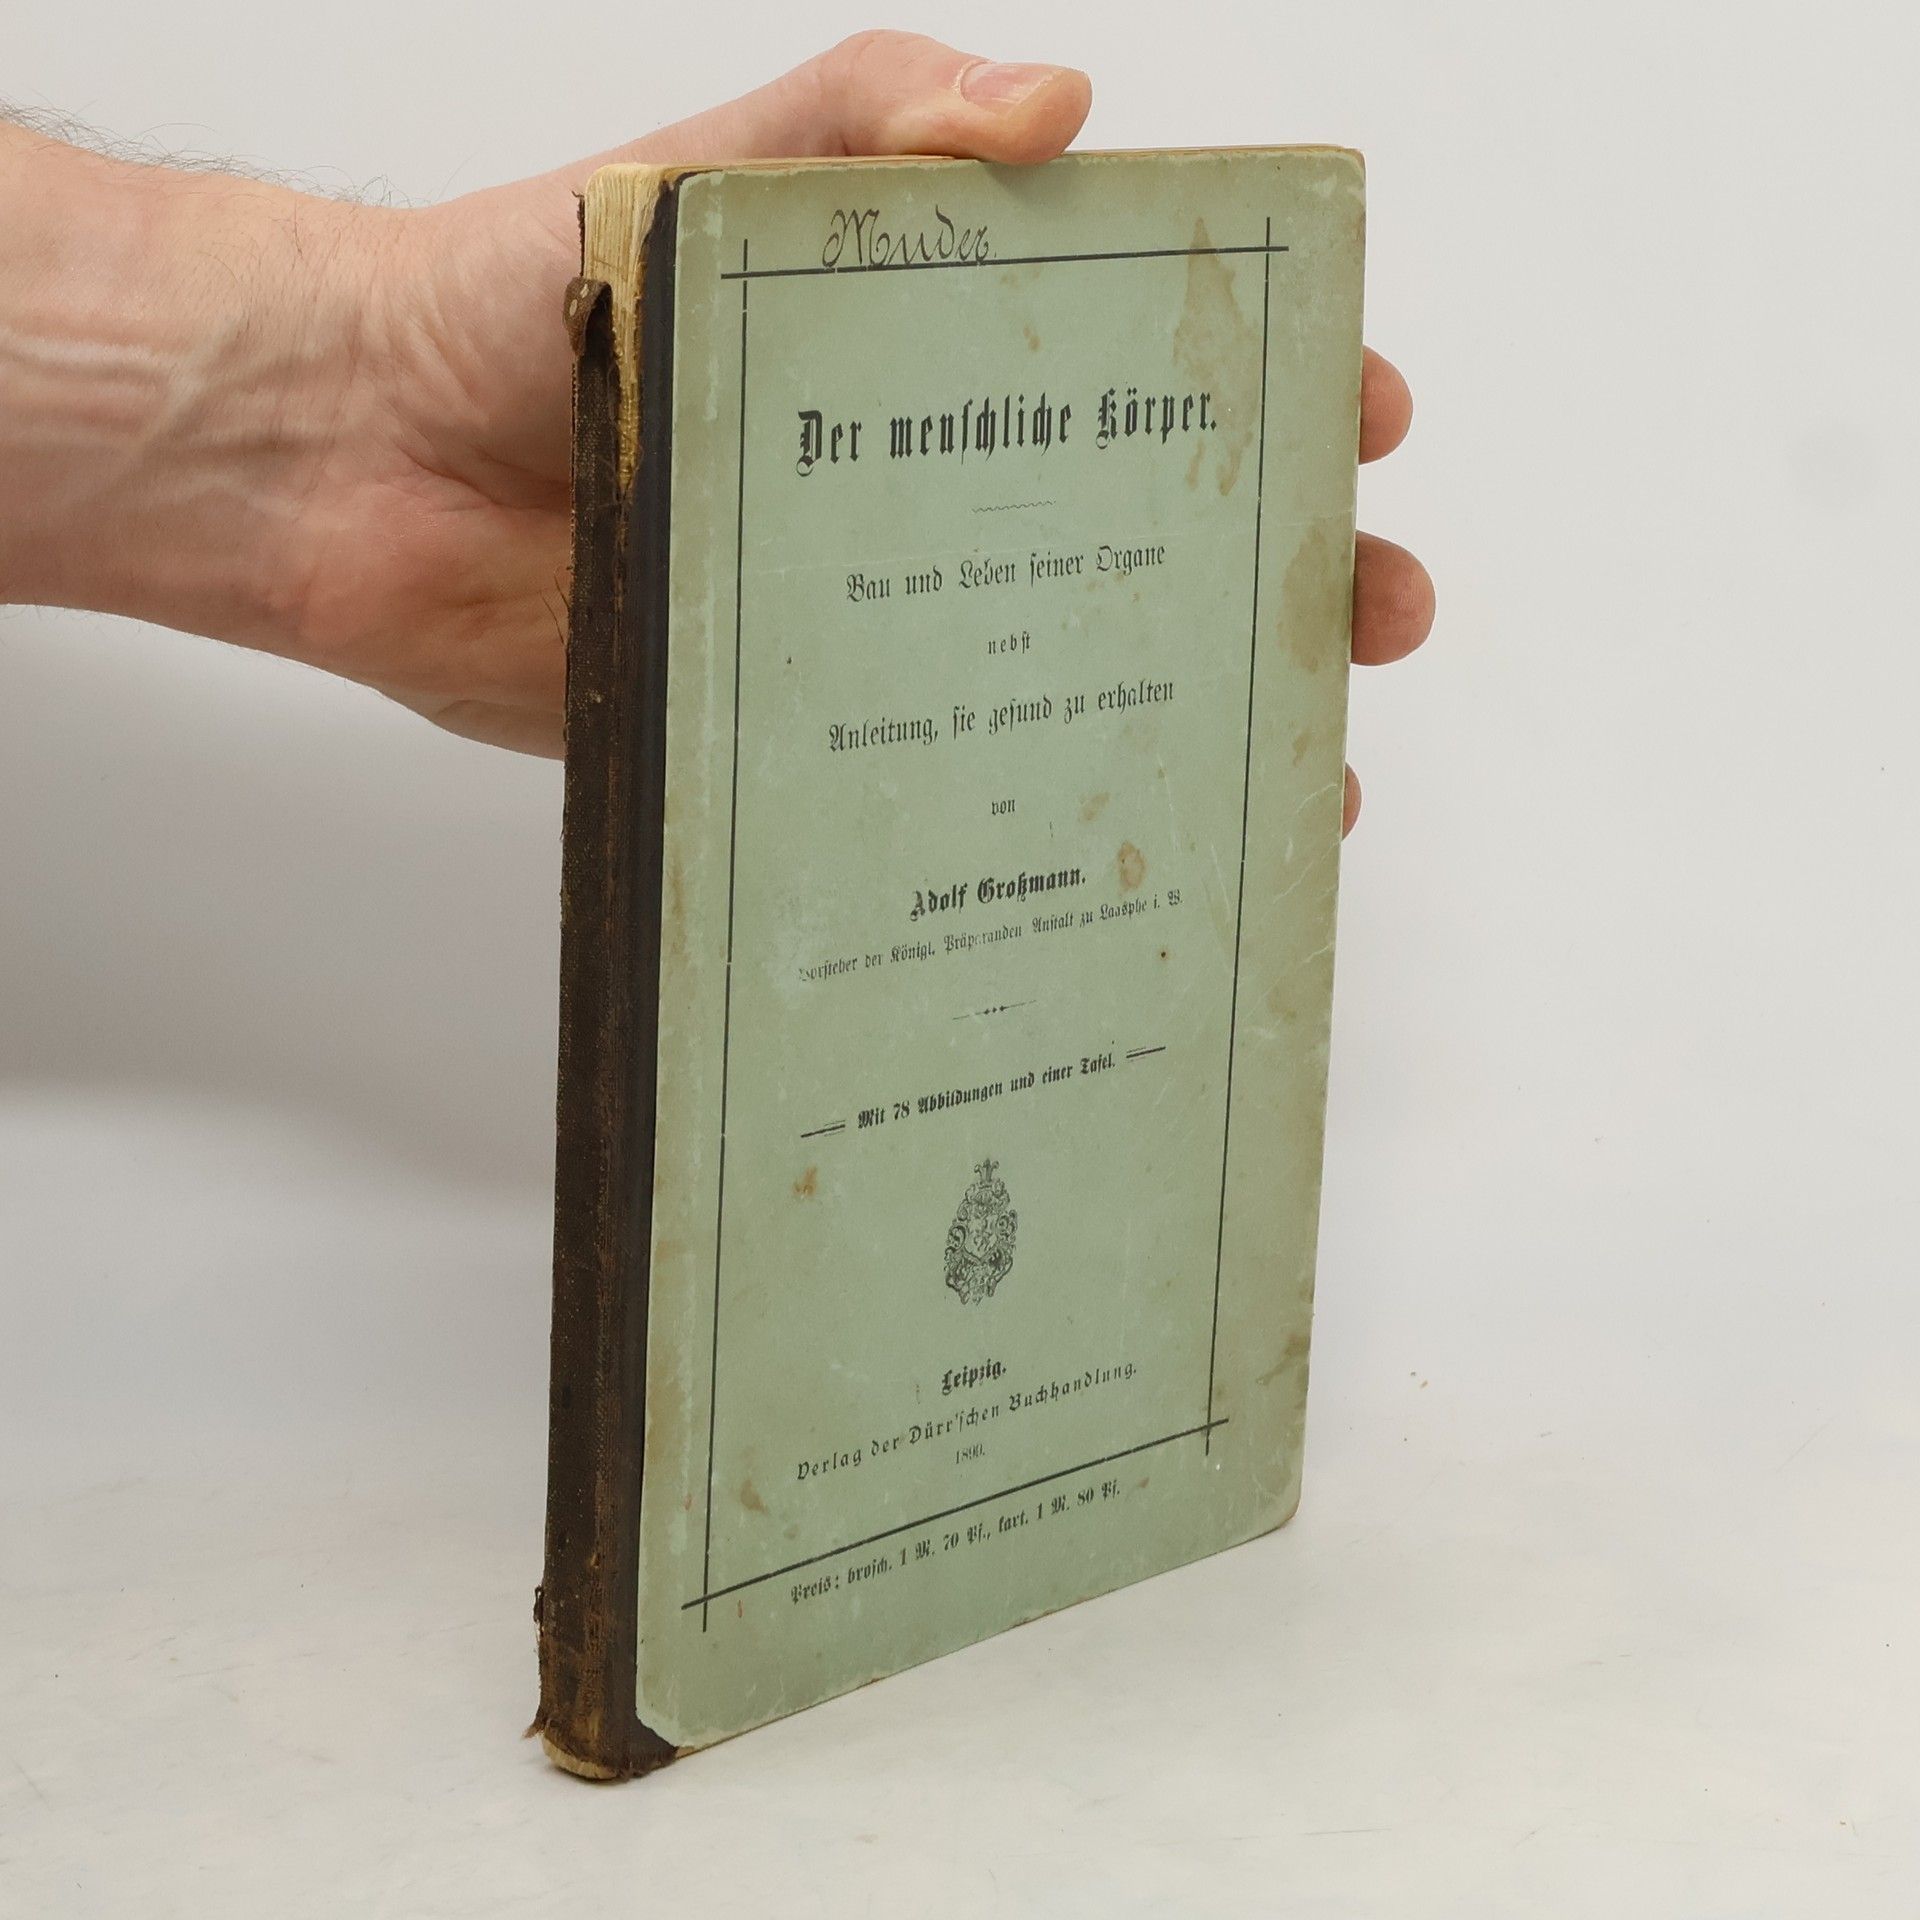 Muder.
Der menſchliche Körper.
Bau und Leben ſeiner Organe
nebſt
Anleitung, ſie geſund zu erhalten
von
Adolf Großmann.
Vorſteher der Königl. Präparanden Anſtalt zu Laasphe i. W.
Mit 78 Abbildungen und einer Tafel.
Leipzig.
Verlag der Dürr'ſchen Buchhandlung.
1890.
Preis: broſch. 1 M. 70 Pf., kart. 1 M. 80 Pf.